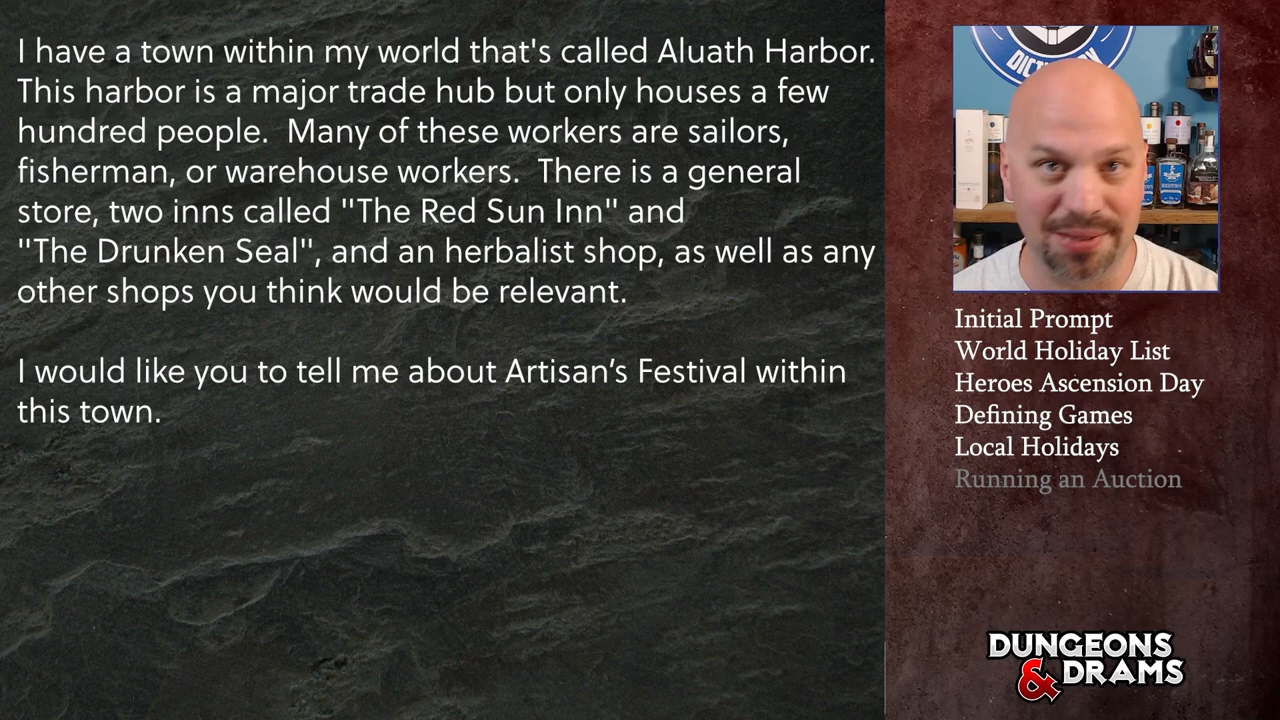 I have a town within my world that's called Aluath Harbor.
This harbor is a major trade hub but only houses a few
hundred people.  Many of these workers are sailors,
fisherman, or warehouse workers.  There is a general
store, two inns called "The Red Sun Inn" and
"The Drunken Seal", and an herbalist shop, as well as any
other shops you think would be relevant.
I would like you to tell me about Artisan’s Festival within
this town.
Initial Prompt
World Holiday List
Heroes Ascension Day
Defining Games
Local Holidays
Running an Auction
DUNGEONS
& DRAMS